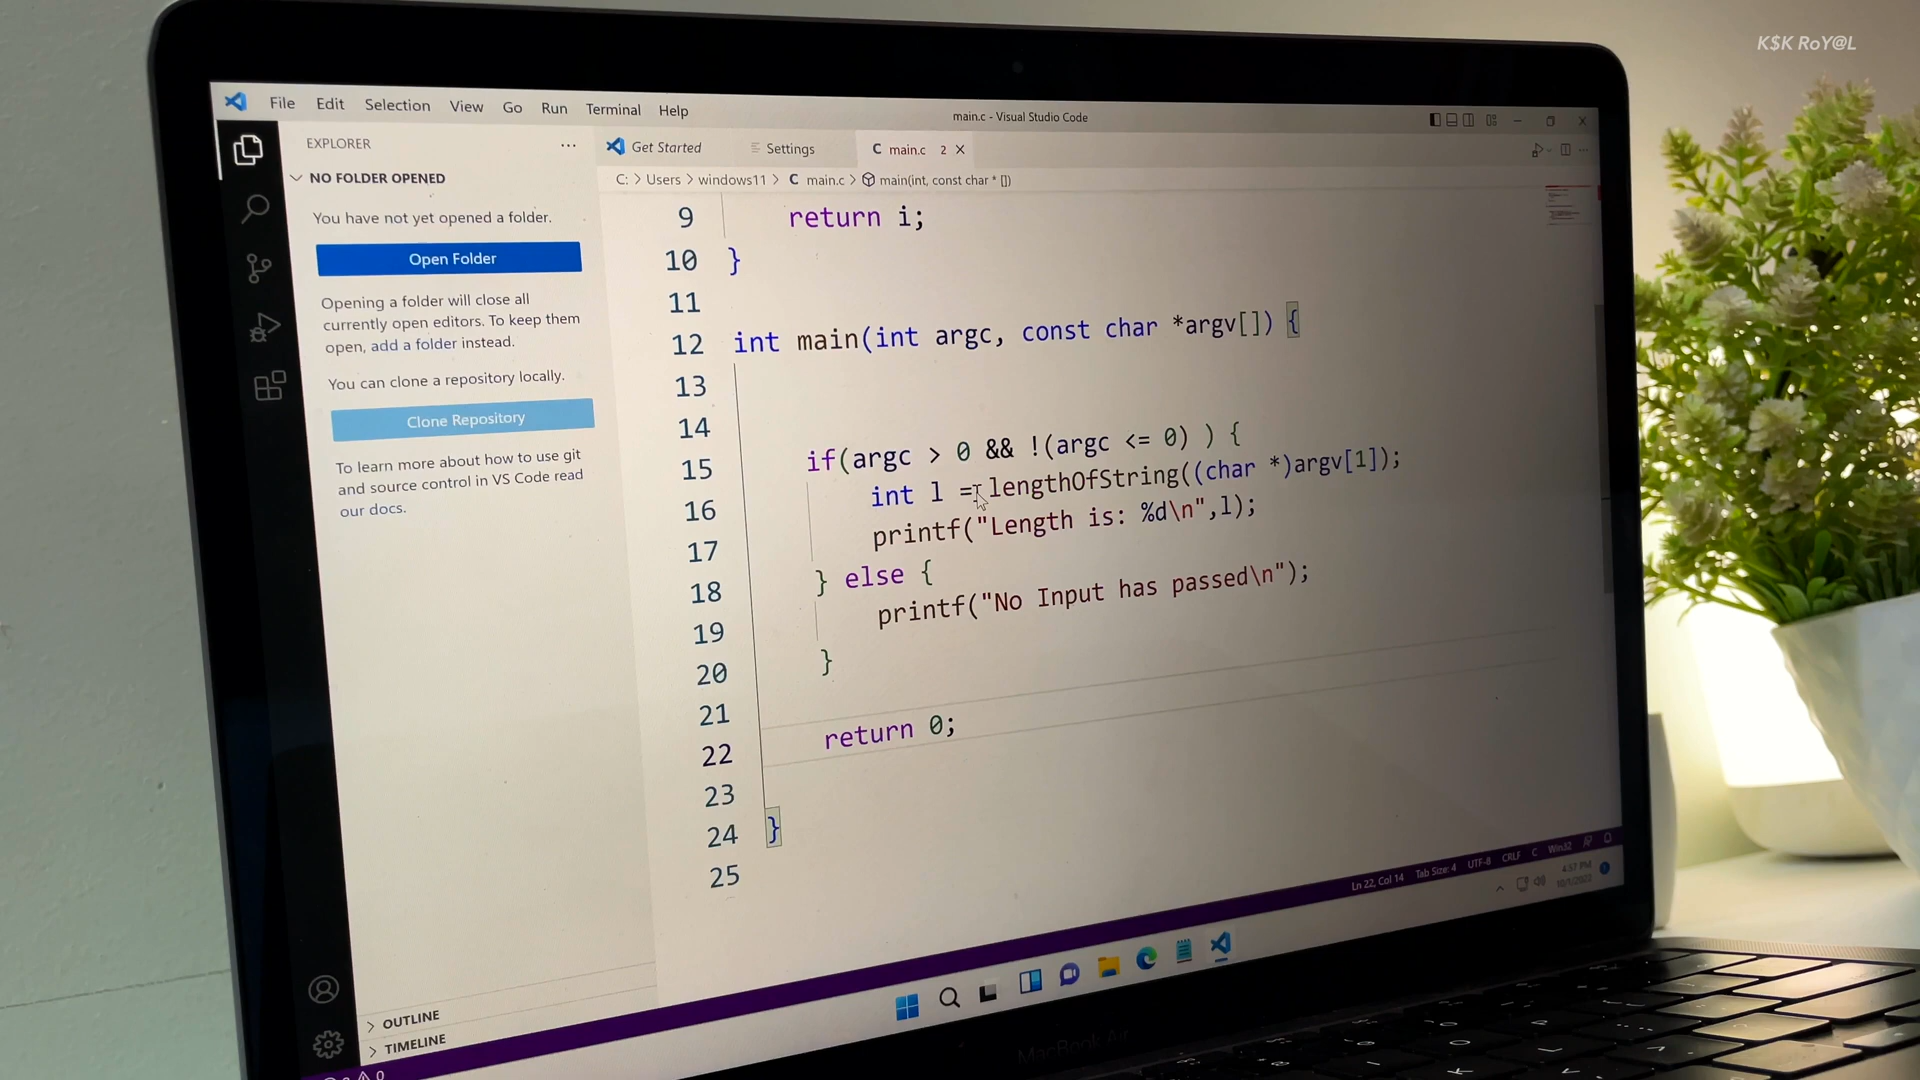 K$K RoY@L
File Edit Selection View Go Run Terminal Help
main.c - Visual Studio Code
EXPLORER
Get Started
Settings
C main.c 2
NO FOLDER OPENED
C: > Users > windows11 > C main.c > main(int, const char * [])
You have not yet opened a folder.
Open Folder
Opening a folder will close all
currently open editors. To keep them
open, add a folder instead.
You can clone a repository locally.
Clone Repository
To learn more about how to use git
and source control in VS Code read
our docs.
9 return i;
10 }
11
12 int main(int argc, const char *argv[]) {
13
14
15 if(argc > 0 && !(argc <= 0) ) {
16 int l = lengthOfString((char *)argv[1]);
17 printf("Length is: %d\n",l);
18 } else {
19 printf("No Input has passed\n");
20 }
21
22 return 0;
23
24 }
25
OUTLINE
TIMELINE
Ln 22, Col 14 Tab Size: 4 UTF-8 CRLF C Win32
4:57 PM
MacBook Air